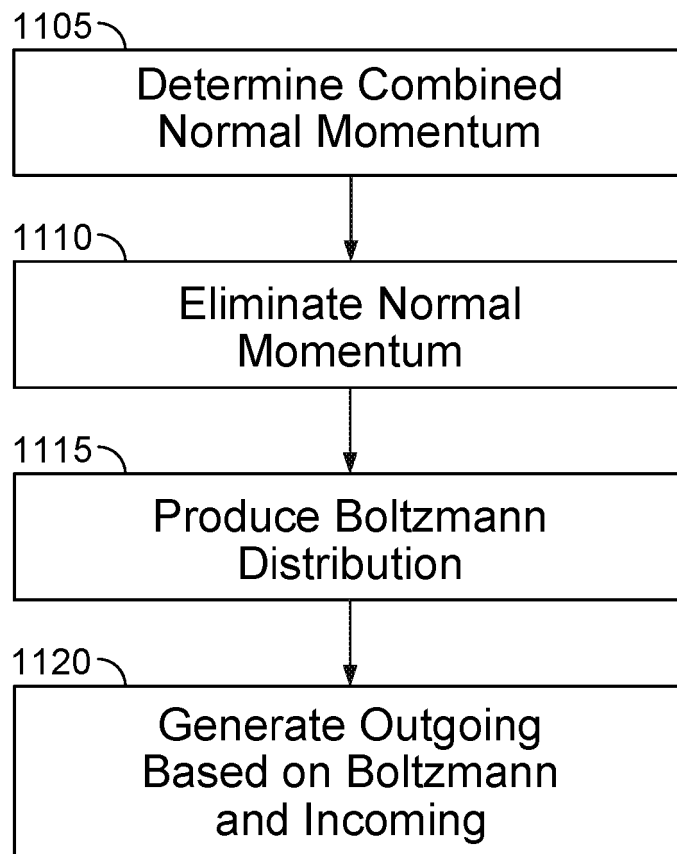 1105
Determine Combined
Normal Momentum
1110
Eliminate Normal
Momentum
1115
Produce Boltzmann
Distribution
1120
Generate Outgoing
Based on Boltzmann
and Incoming